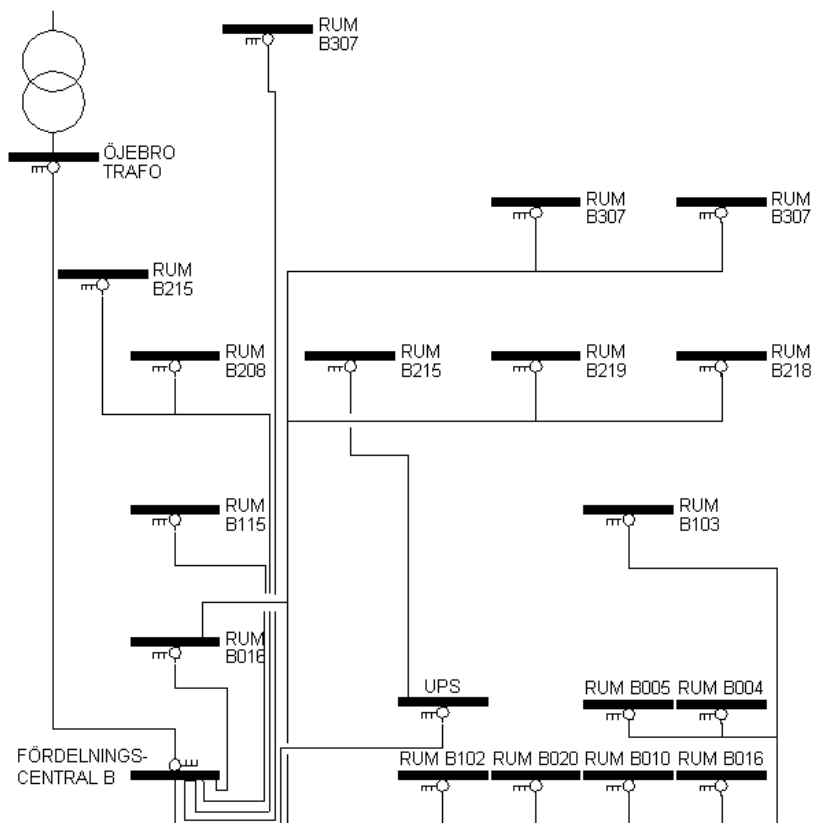 RUM
B307
ÖJEBRO
TRAFO
RUM
B307
RUM
B307
RUM
B215
RUM
B208
RUM
B215
RUM
B219
RUM
B218
RUM
B115
RUM
B103
RUM
B016
UPS
RUM B005
RUM B004
FÖRDELNINGS-
CENTRAL B
RUM B102
RUM B020
RUM B010
RUM B016